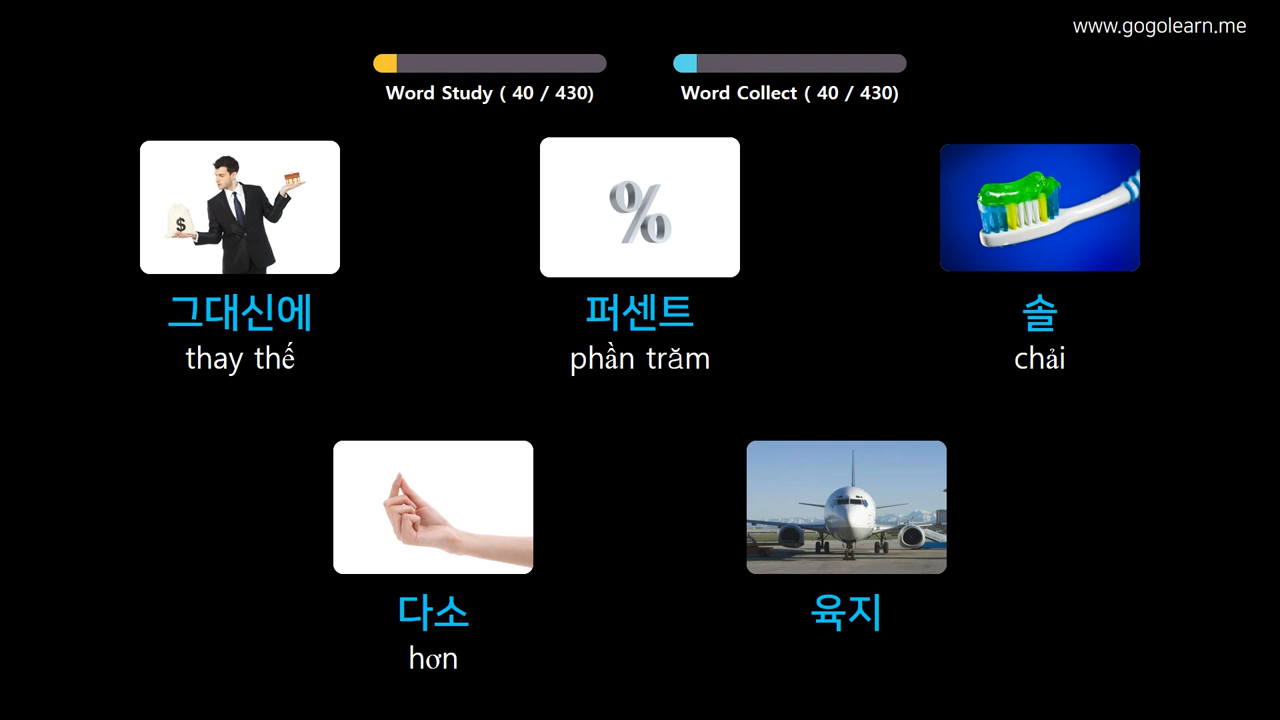 www.gogolearn.me
Word Study ( 40 / 430)
Word Collect ( 40 / 430)
$
%
그대신에
thay thế
퍼센트
phần trăm
솔
chải
다소
hơn
육지